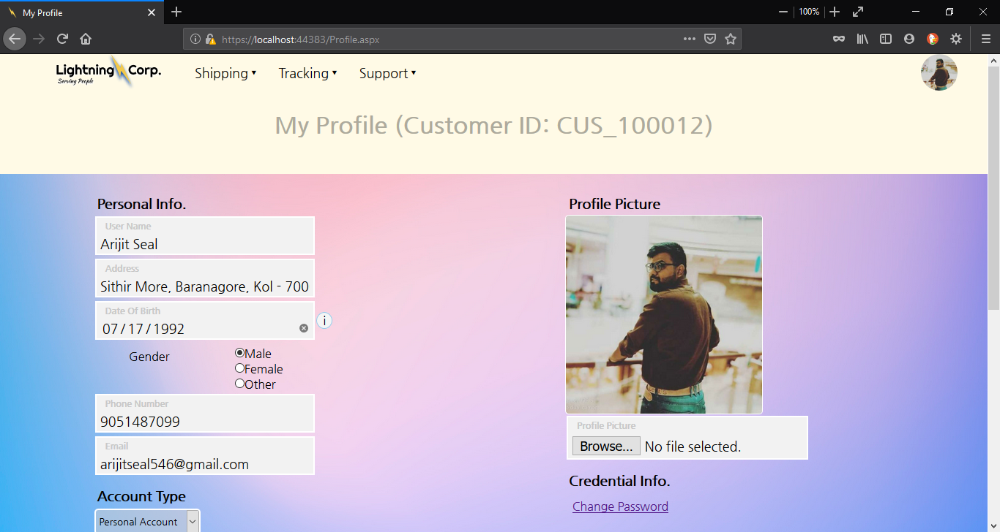 My Profile
100%
https://localhost:44383/Profile.aspx
Lightning Corp.
Serving People
Shipping ▾ Tracking ▾ Support ▾
My Profile (Customer ID: CUS_100012)
Personal Info.
User Name
Arijit Seal
Address
Sithir More, Baranagore, Kol - 700
Date Of Birth
07/17/1992
i
Gender
Male
Female
Other
Phone Number
9051487099
Email
arijitseal546@gmail.com
Account Type
Personal Account
Profile Picture
Profile Picture
Browse... No file selected.
Credential Info.
Change Password